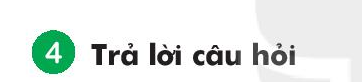 4 Trả lời câu hỏi